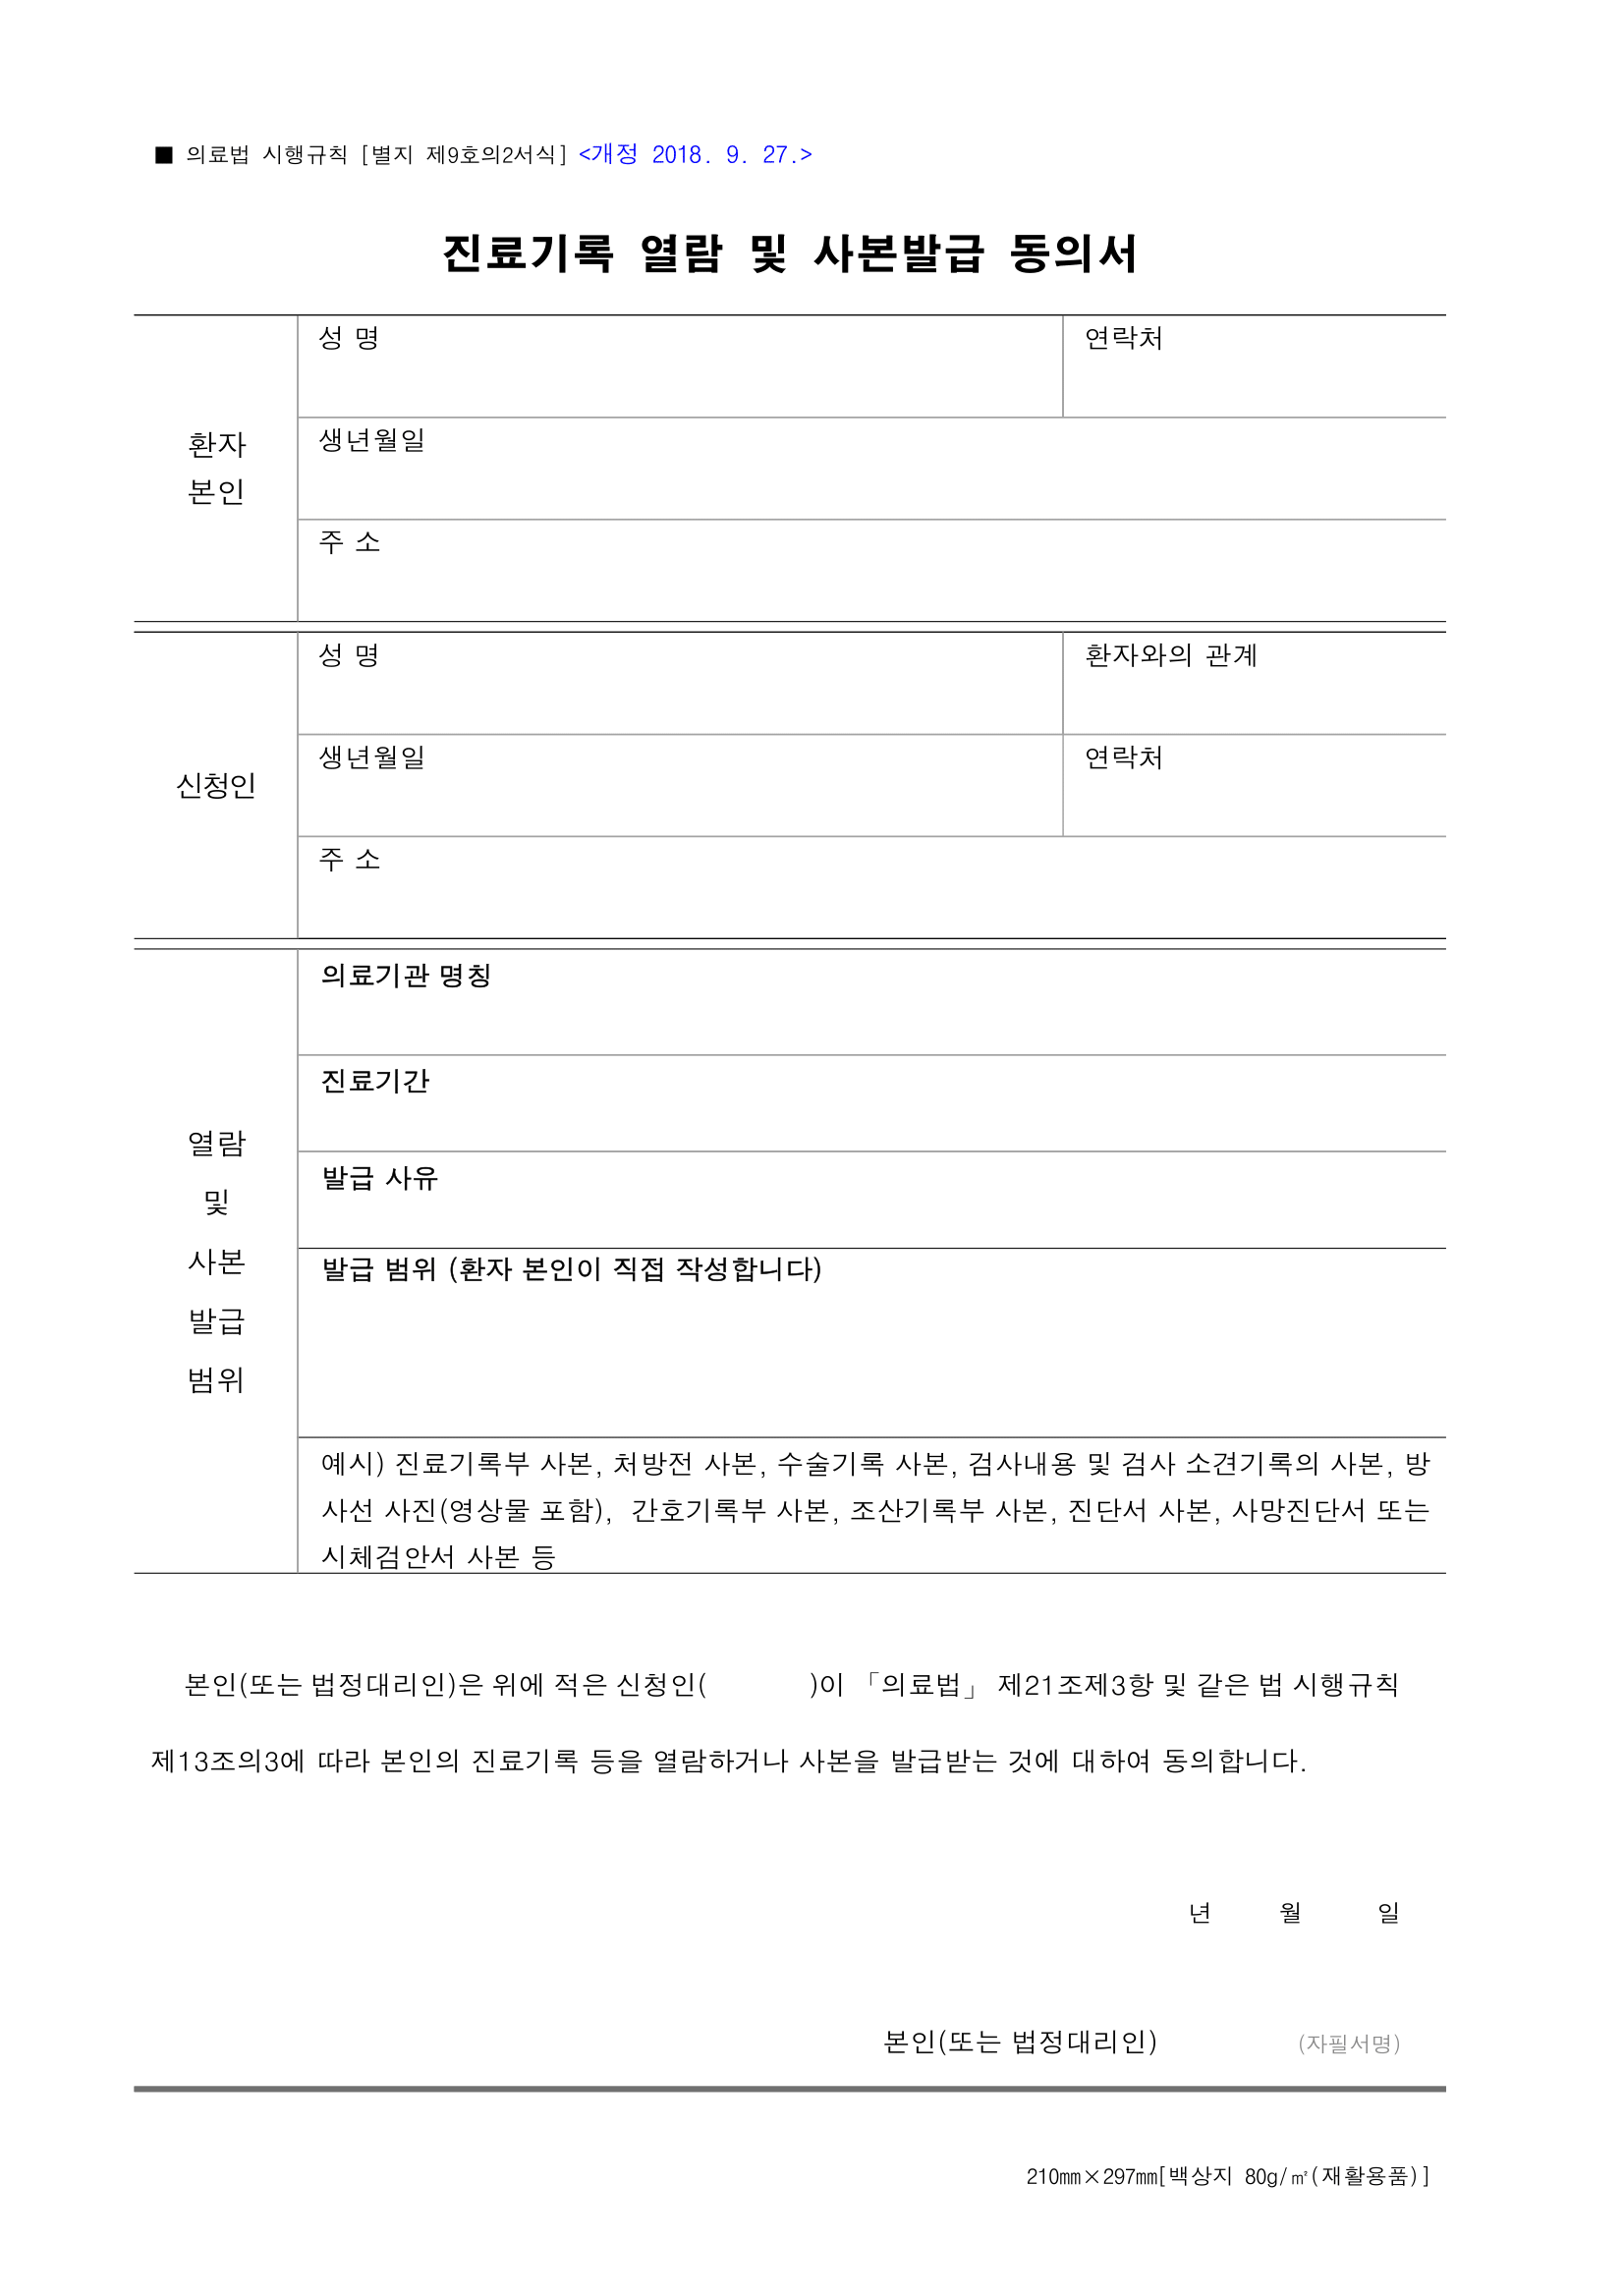 ■ 의료법 시행규칙 [별지 제9호의2서식] <개정 2018. 9. 27.>
진료기록 열람 및 사본발급 동의서
환자
본인
성 명
연락처
생년월일
주 소
신청인
성 명
환자와의 관계
생년월일
연락처
주 소
열람
및
사본
발급
범위
의료기관 명칭
진료기간
발급 사유
발급 범위 (환자 본인이 직접 작성합니다)
예시) 진료기록부 사본, 처방전 사본, 수술기록 사본, 검사내용 및 검사 소견기록의 사본, 방
사선 사진(영상물 포함), 간호기록부 사본, 조산기록부 사본, 진단서 사본, 사망진단서 또는
시체검안서 사본 등
본인(또는 법정대리인)은 위에 적은 신청인( )이 「의료법」 제21조제3항 및 같은 법 시행규칙
제13조의3에 따라 본인의 진료기록 등을 열람하거나 사본을 발급받는 것에 대하여 동의합니다.
년 월 일
본인(또는 법정대리인) (자필서명)
210㎜×297㎜[백상지 80g/㎡(재활용품)]